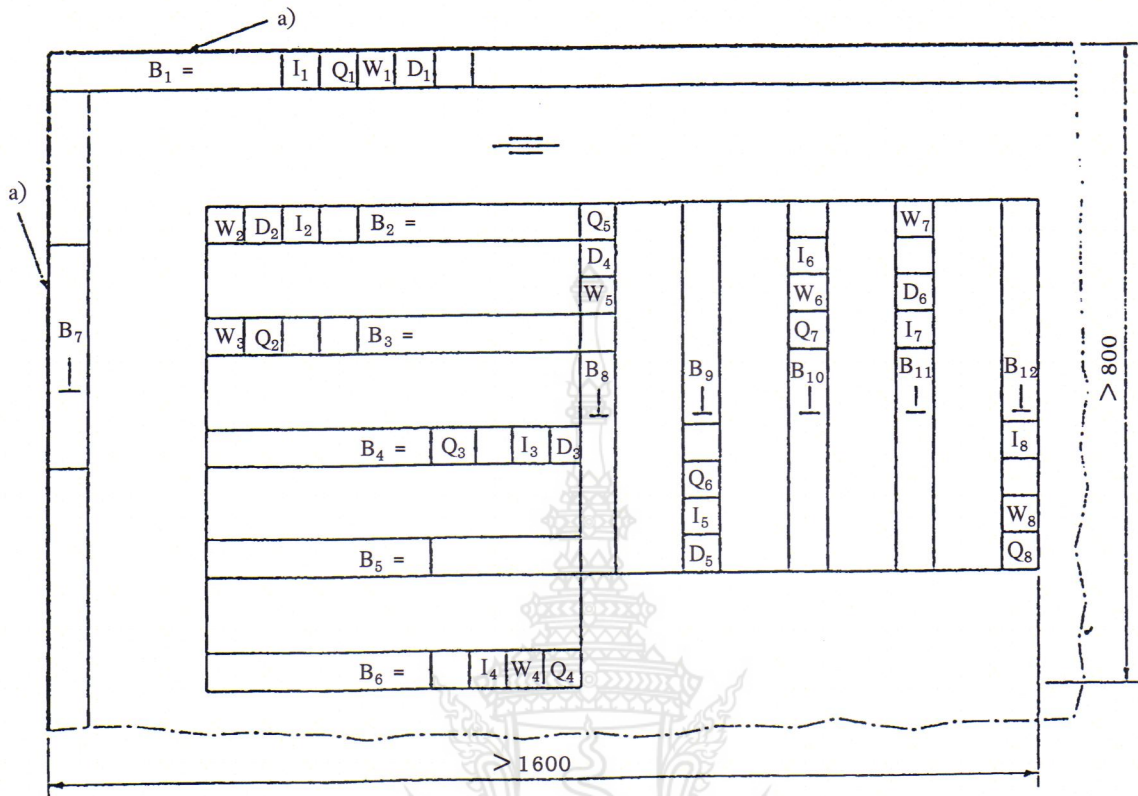 a)
B₁ = I₁ Q₁ W₁ D₁
a)
W₂ D₂ I₂ B₂ = Q₅ W₇
D₄ I₆
W₅ W₆ D₆
B₇ W₃ Q₂ B₃ = Q₇ I₇
B₈ B₉ B₁₀ B₁₁ B₁₂
> 800
B₄ = Q₃ I₃ D₃ I₈
Q₆
I₅ W₈
B₅ = D₅ Q₈
B₆ = I₄ W₄ Q₄
> 1600